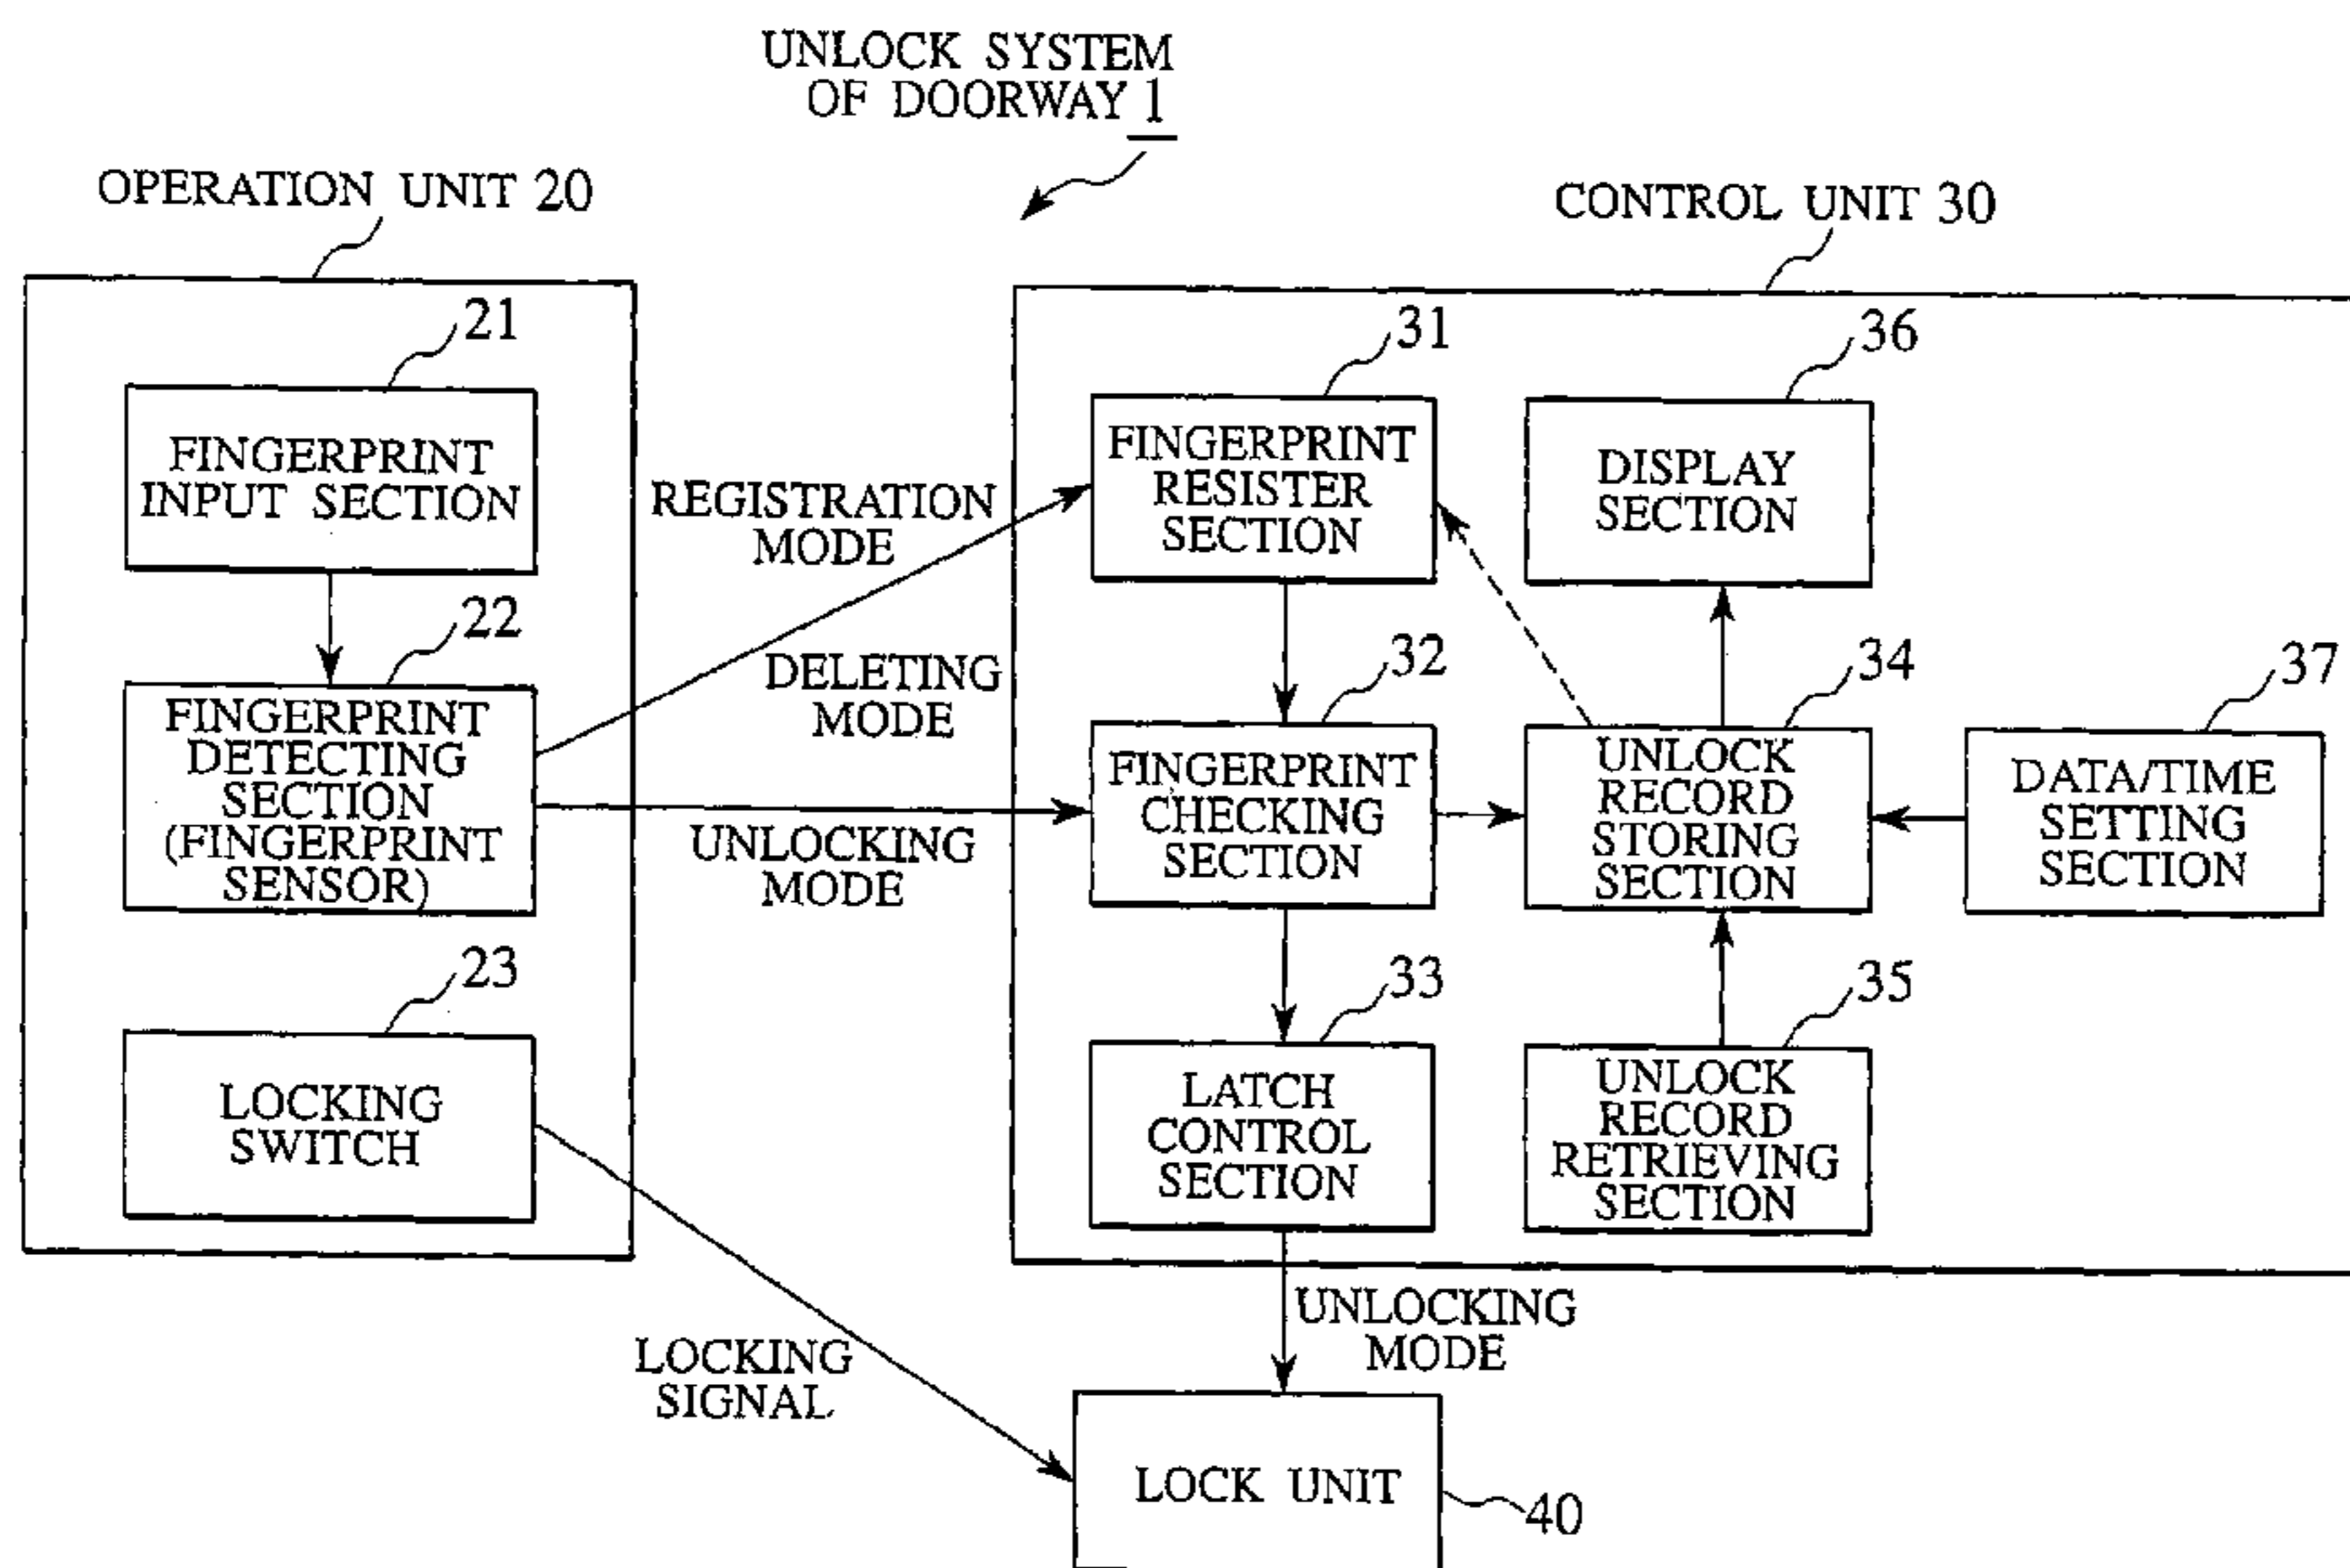 UNLOCK SYSTEM
OF DOORWAY 1
OPERATION UNIT 20
CONTROL UNIT 30
21
FINGERPRINT
INPUT SECTION
22
FINGERPRINT
DETECTING
SECTION
(FINGERPRINT
SENSOR)
23
LOCKING
SWITCH
REGISTRATION
MODE
DELETING
MODE
UNLOCKING
MODE
LOCKING
SIGNAL
31
FINGERPRINT
RESISTER
SECTION
36
DISPLAY
SECTION
32
FINGERPRINT
CHECKING
SECTION
34
UNLOCK
RECORD
STORING
SECTION
37
DATA/TIME
SETTING
SECTION
33
LATCH
CONTROL
SECTION
35
UNLOCK
RECORD
RETRIEVING
SECTION
UNLOCKING
MODE
LOCK UNIT
40